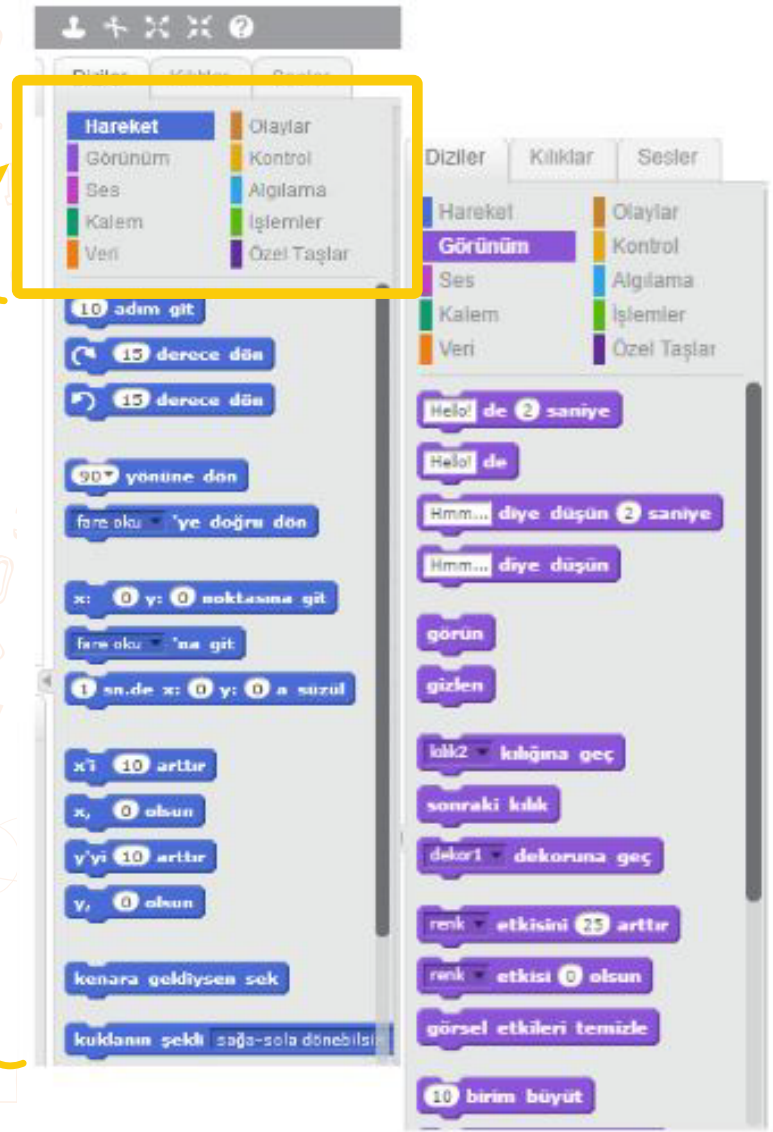 Diziler Kılıklar Sesler
Hareket Olaylar
Görünüm Kontrol
Ses Algılama
Kalem İşlemler
Veri Özel Taşlar
10 adım git
15 derece dön
15 derece dön
90 yönüne dön
fare oku 'ye doğru dön
x: 0 y: 0 noktasına git
fare oku 'na git
1 sn.de x: 0 y: 0 a süzül
x'i 10 arttır
x, 0 olsun
y'yi 10 arttır
y, 0 olsun
kenara geldiysen sek
kuklanın şekli sağa-sola dönebilsi
Diziler Kılıklar Sesler
Hareket Olaylar
Görünüm Kontrol
Ses Algılama
Kalem İşlemler
Veri Özel Taşlar
Hello! de 2 saniye
Hello! de
Hmm... diye düşün 2 saniye
Hmm... diye düşün
görün
gizlen
kılık2 kılığına geç
sonraki kılık
dekor1 dekoruna geç
renk etkisini 25 arttır
renk etkisi 0 olsun
görsel etkileri temizle
10 birim büyüt